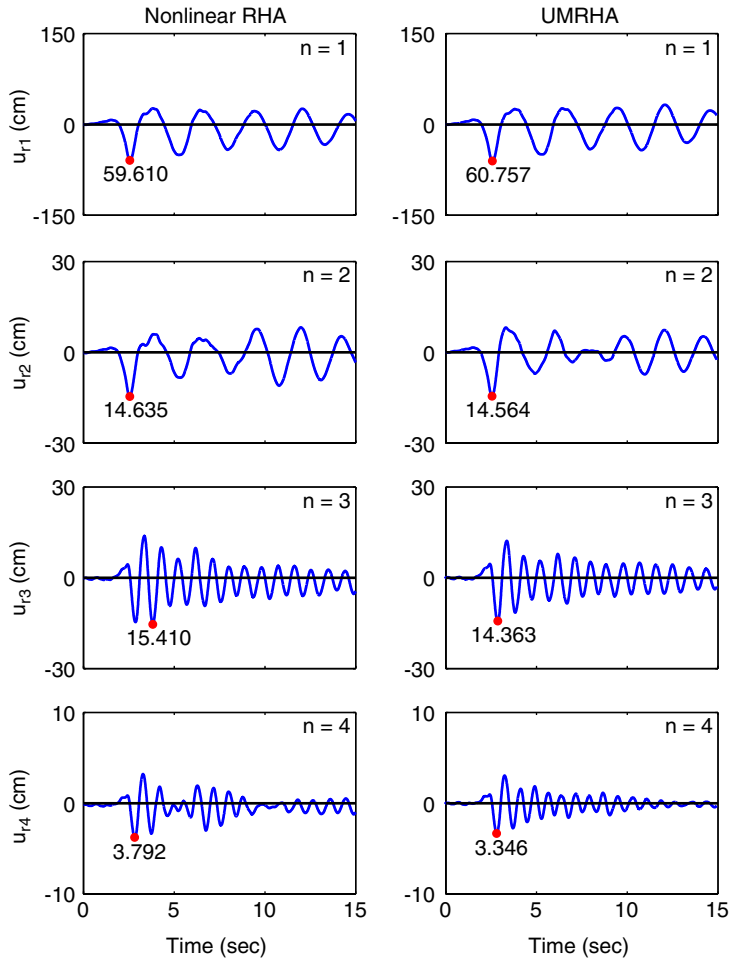 Nonlinear RHA
UMRHA
150
n = 1
n = 1
u_r1 (cm)
0
0
59.610
60.757
-150
-150
30
n = 2
30
n = 2
u_r2 (cm)
0
0
14.635
14.564
-30
-30
30
n = 3
30
n = 3
u_r3 (cm)
0
0
15.410
14.363
-30
-30
10
n = 4
10
n = 4
u_r4 (cm)
0
0
3.792
3.346
-10
-10
0 5 10 15
0 5 10 15
Time (sec)
Time (sec)
150